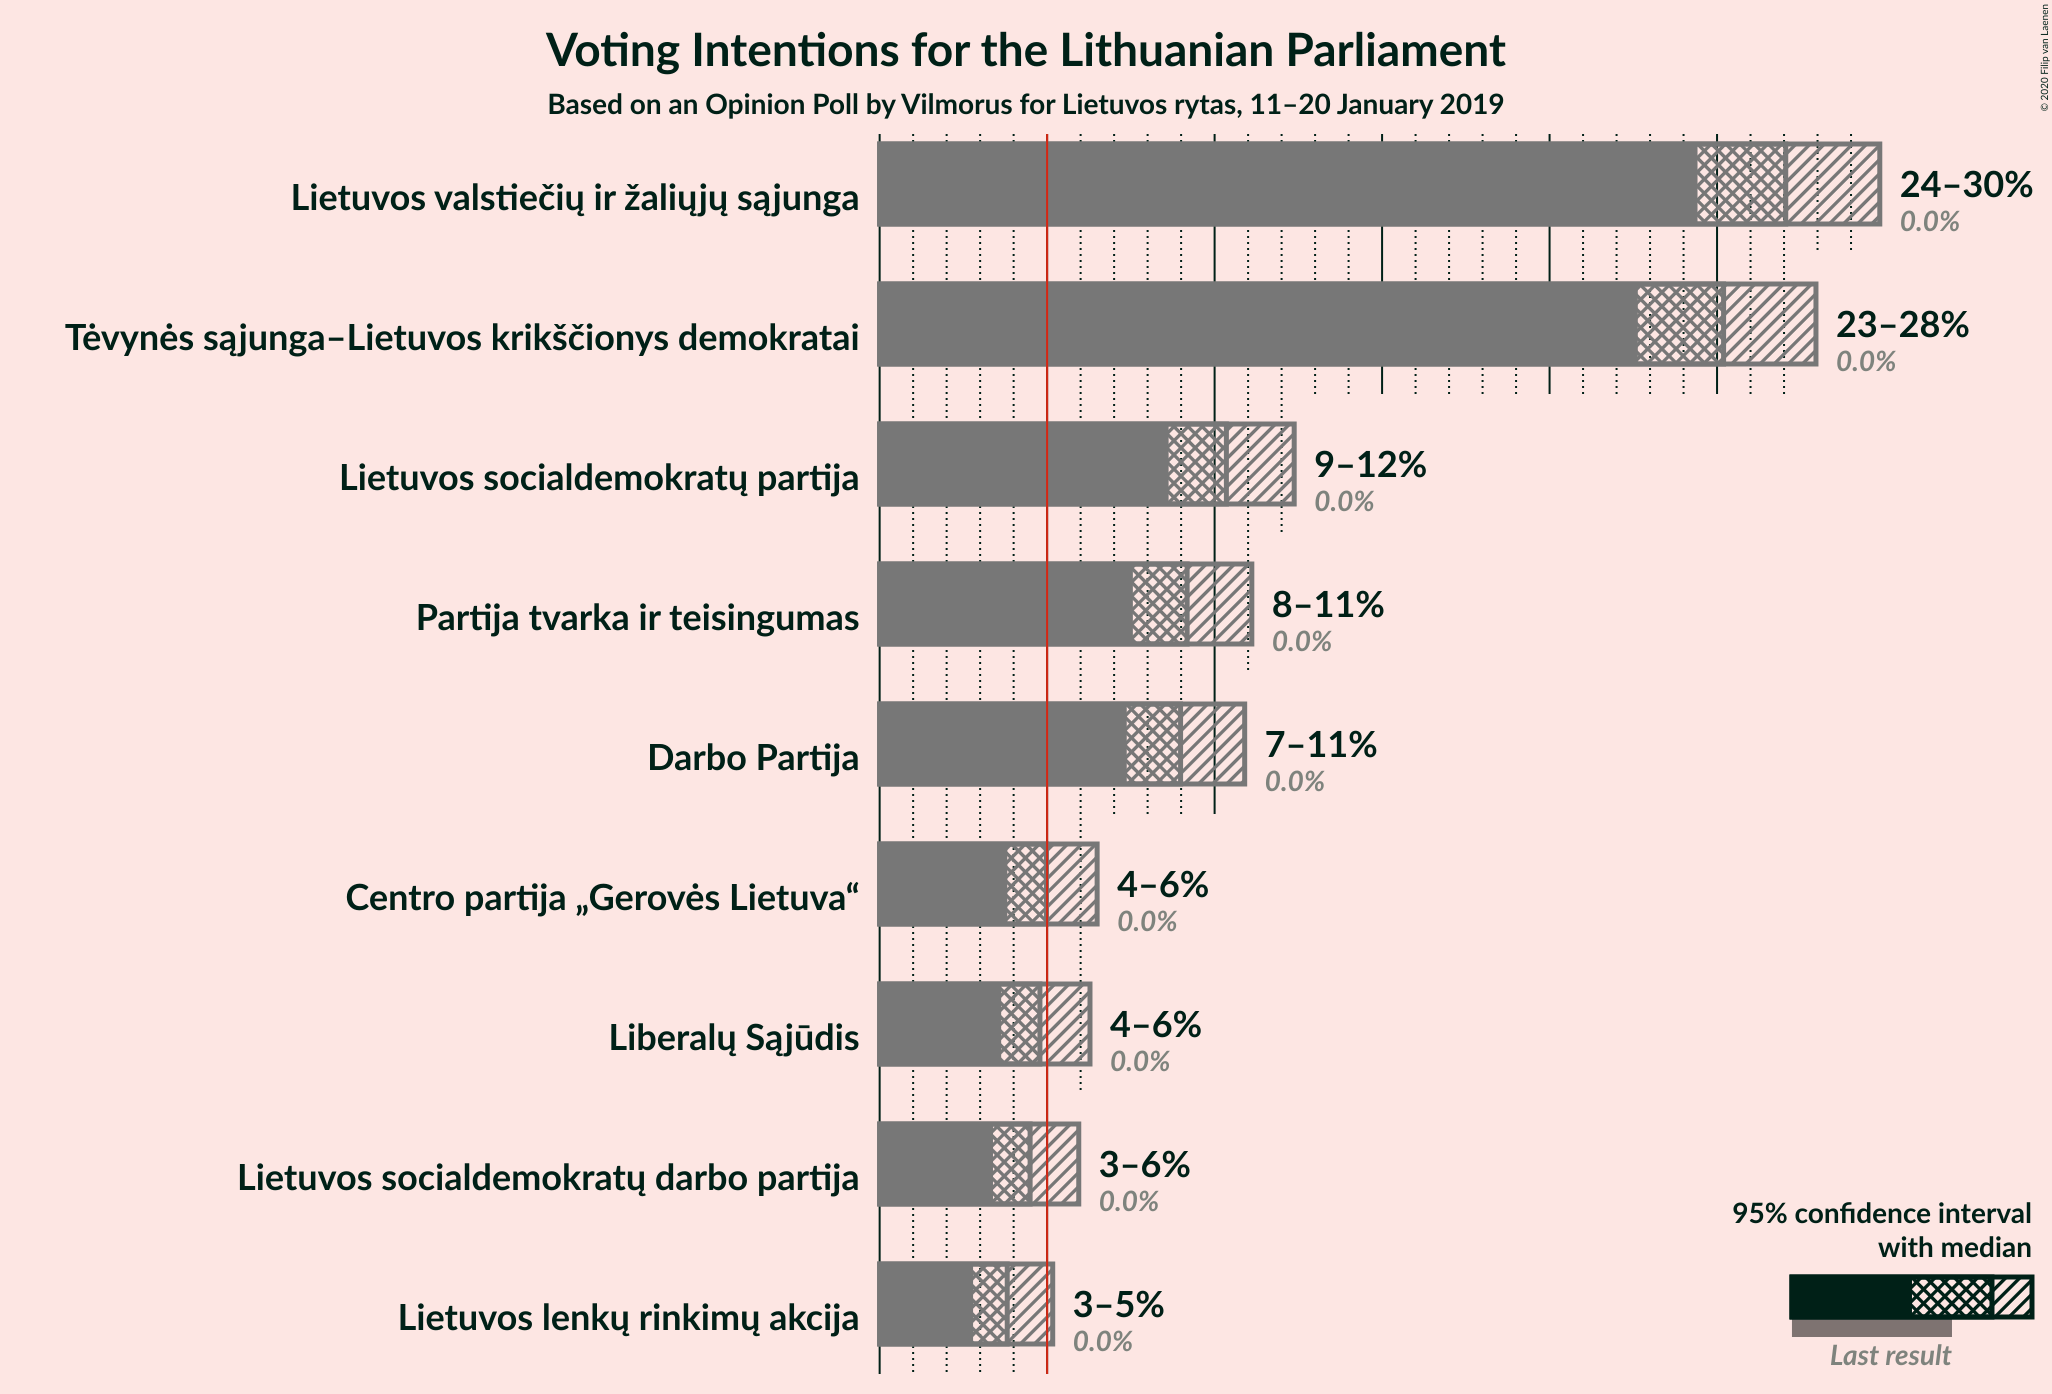 Voting Intentions for the Lithuanian Parliament
Based on an Opinion Poll by Vilmorus for Lietuvos rytas, 11–20 January 2019
© 2020 Filip van Laenen
Lietuvos valstiečių ir žaliųjų sąjunga
24–30%
0.0%
Tėvynės sąjunga–Lietuvos krikščionys demokratai
23–28%
0.0%
Lietuvos socialdemokratų partija
9–12%
0.0%
Partija tvarka ir teisingumas
8–11%
0.0%
Darbo Partija
7–11%
0.0%
Centro partija „Gerovės Lietuva“
4–6%
0.0%
Liberalų Sąjūdis
4–6%
0.0%
Lietuvos socialdemokratų darbo partija
3–6%
0.0%
Lietuvos lenkų rinkimų akcija
3–5%
0.0%
95% confidence interval
with median
Last result